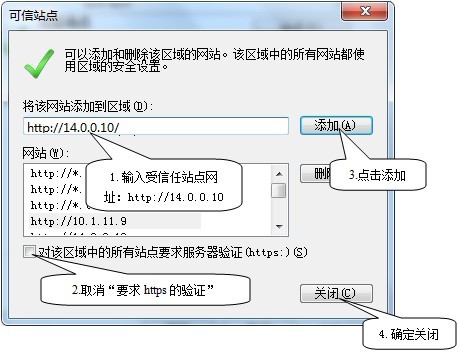 可信站点
可以添加和删除该区域的网站。该区域中的所有网站都使
用区域的安全设置。
将该网站添加到区域(D):
http://14.0.0.10/
添加(A)
网站(W):
http://*.
http://*.
http://*.
http://10.1.11.9
删除
1.输入受信任站点网
址：http://14.0.0.10
3.点击添加
对该区域中的所有站点要求服务器验证(https:)(S)
2.取消“要求 https 的验证”
关闭(C)
4.确定关闭